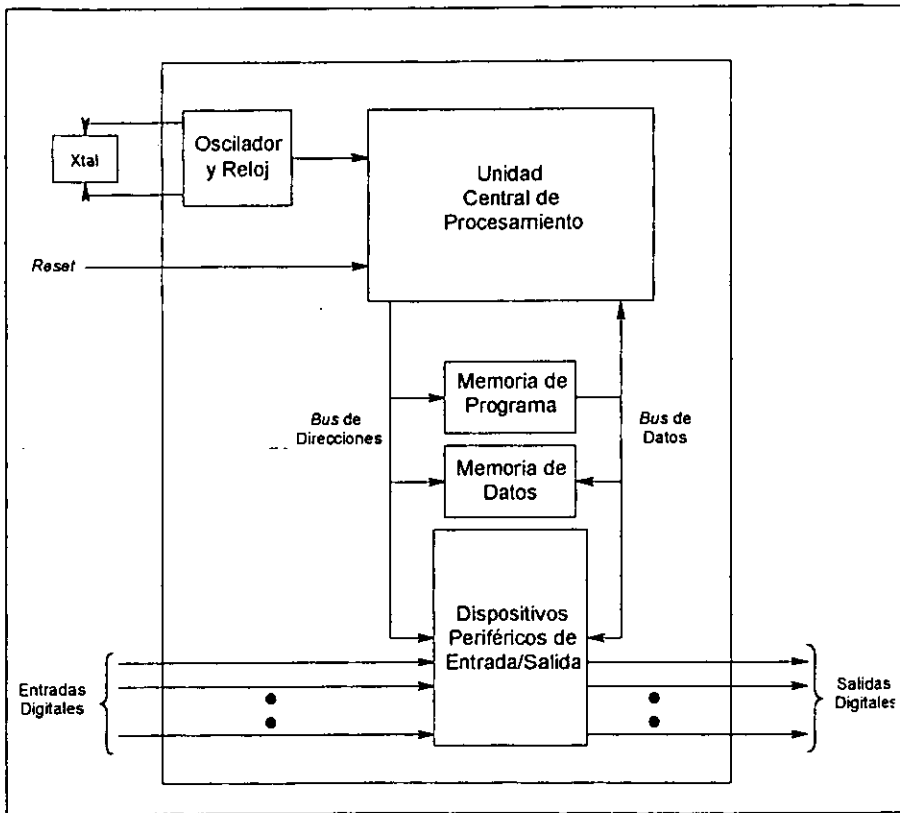 Oscilador
y Reloj
Xtal
Unidad
Central de
Procesamiento
Reset
Memoria de
Programa
Bus de
Direcciones
Bus de
Datos
Memoria de
Datos
Dispositivos
Periféricos de
Entrada/Salida
Entradas
Digitales
Salidas
Digitales